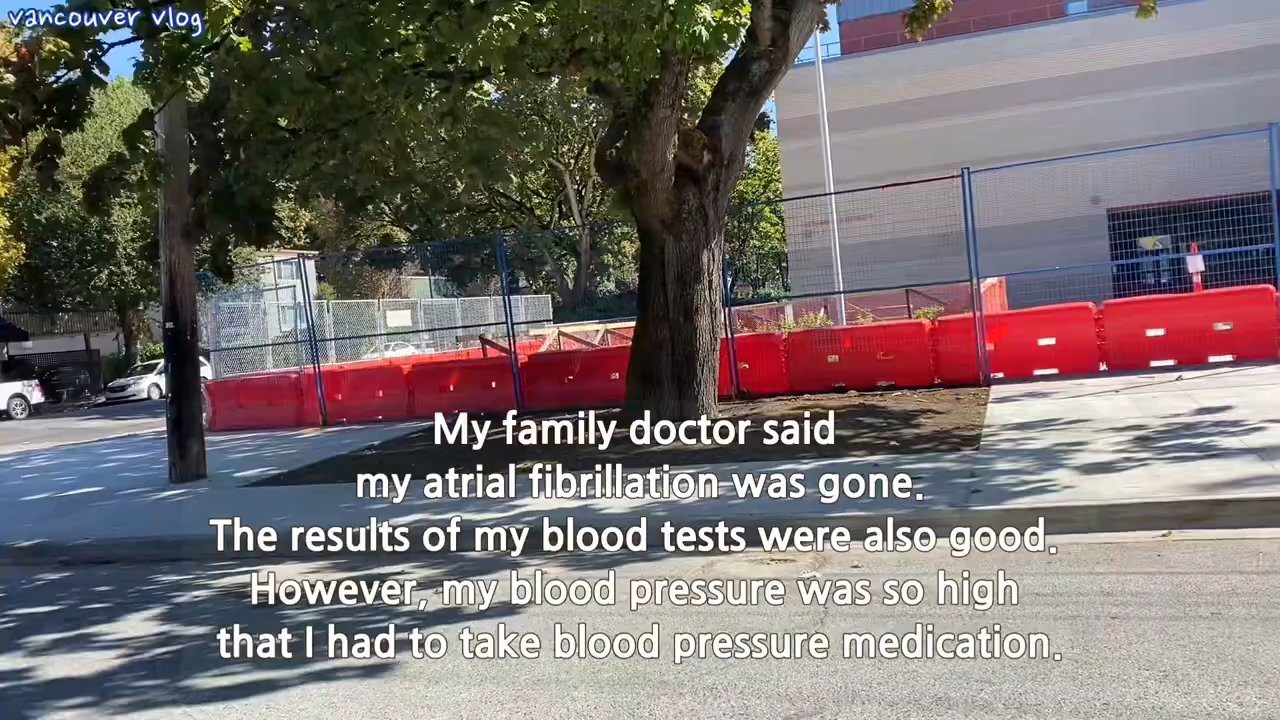 vancouver vlog
My family doctor said
my atrial fibrillation was gone.
The results of my blood tests were also good.
However, my blood pressure was so high
that I had to take blood pressure medication.